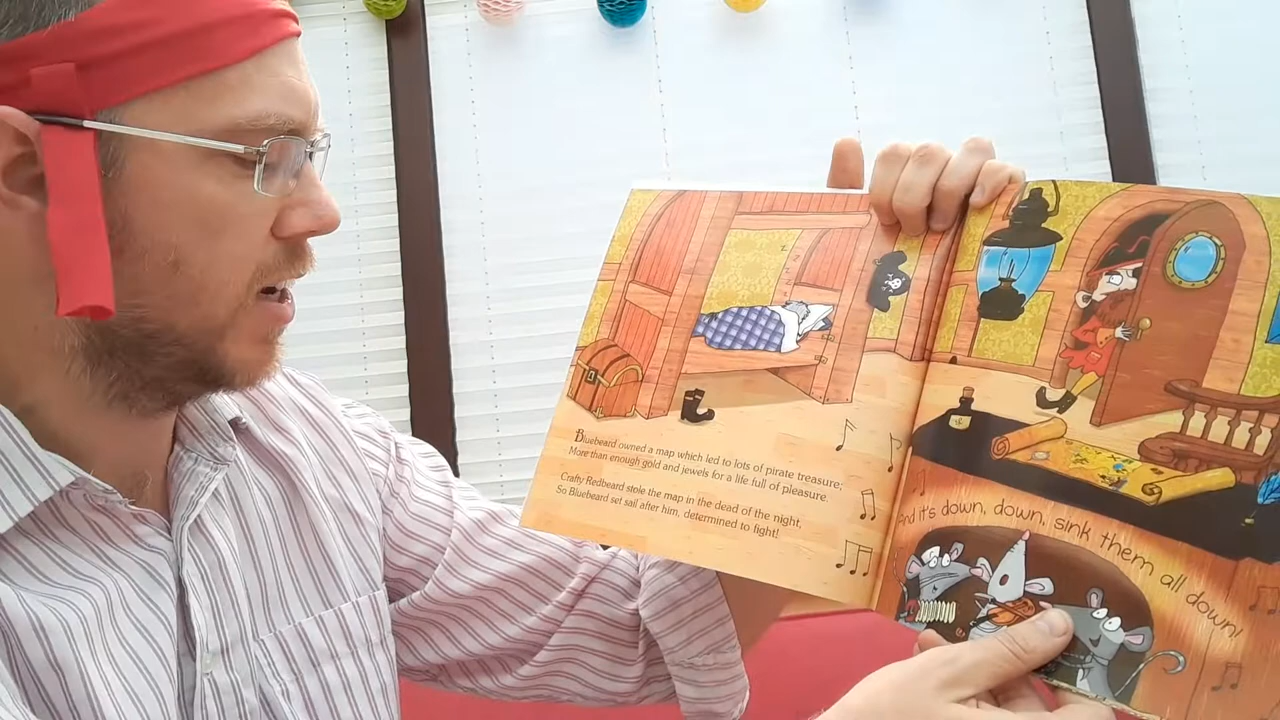 z z z z
Bluebeard owned a map which led to lots of pirate treasure;
More than enough gold and jewels for a life full of pleasure.
Crafty Redbeard stole the map in the dead of the night,
So Bluebeard set sail after him, determined to fight!
And it's down, down, sink them all down!